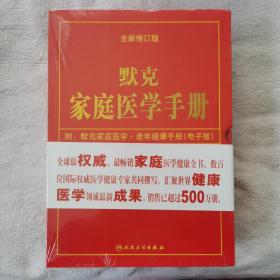 全新修订版
默克
家庭医学手册
附:默克家庭医学·老年健康手册(电子版)
全球最权威、最畅销家庭医学健康全书。数百
位国际权威医学健康专家共同撰写,汇聚世界健康
医学领域最新成果。销售已超过500万册。
人民卫生出版社